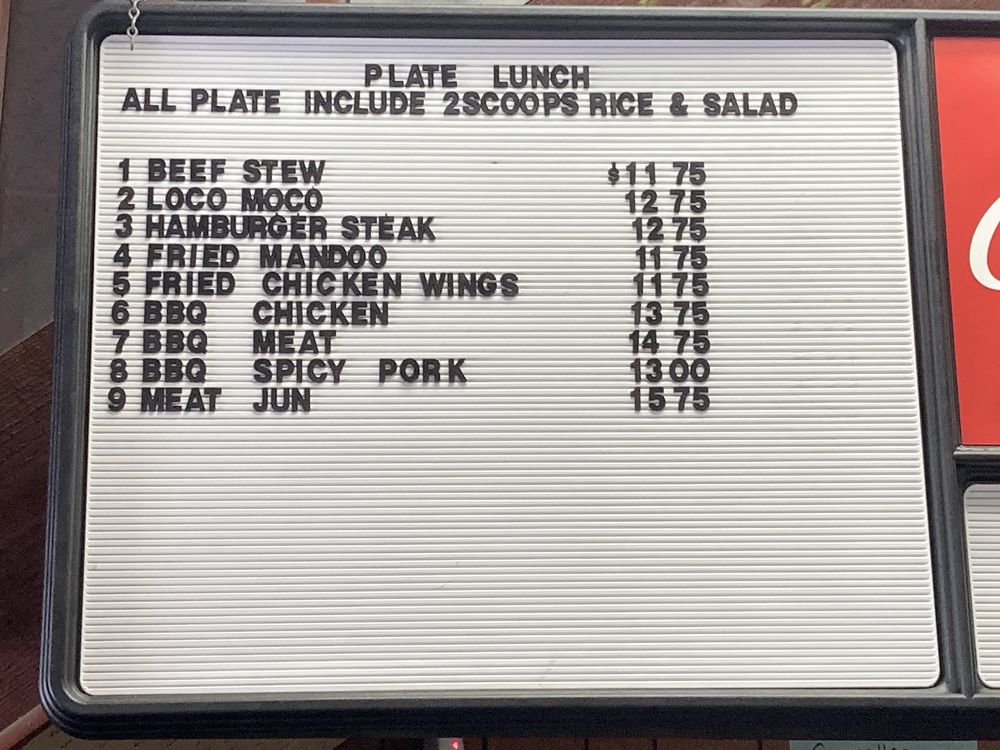 PLATE LUNCH
ALL PLATE INCLUDE 2SCOOPS RICE & SALAD
1 BEEF STEW $11 75
2 LOCO MOCO 12 75
3 HAMBURGER STEAK 12 75
4 FRIED MANDOO 11 75
5 FRIED CHICKEN WINGS 11 75
6 BBQ CHICKEN 13 75
7 BBQ MEAT 14 75
8 BBQ SPICY PORK 13 00
9 MEAT JUN 15 75